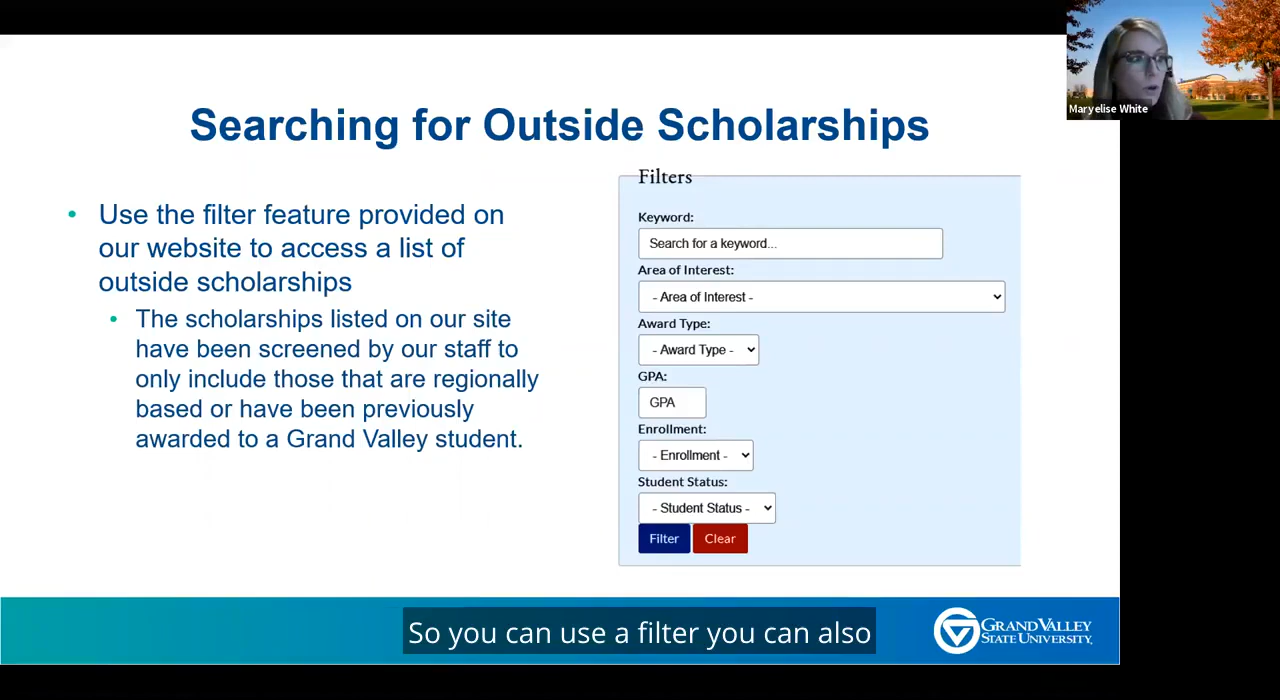 Maryelise White
Searching for Outside Scholarships
• Use the filter feature provided on
our website to access a list of
outside scholarships
• The scholarships listed on our site
have been screened by our staff to
only include those that are regionally
based or have been previously
awarded to a Grand Valley student.
Filters
Keyword:
Search for a keyword...
Area of Interest:
- Area of Interest -
Award Type:
- Award Type -
GPA:
GPA
Enrollment:
- Enrollment -
Student Status:
- Student Status -
Filter Clear
So you can use a filter you can also
GRAND VALLEY
STATE UNIVERSITY.